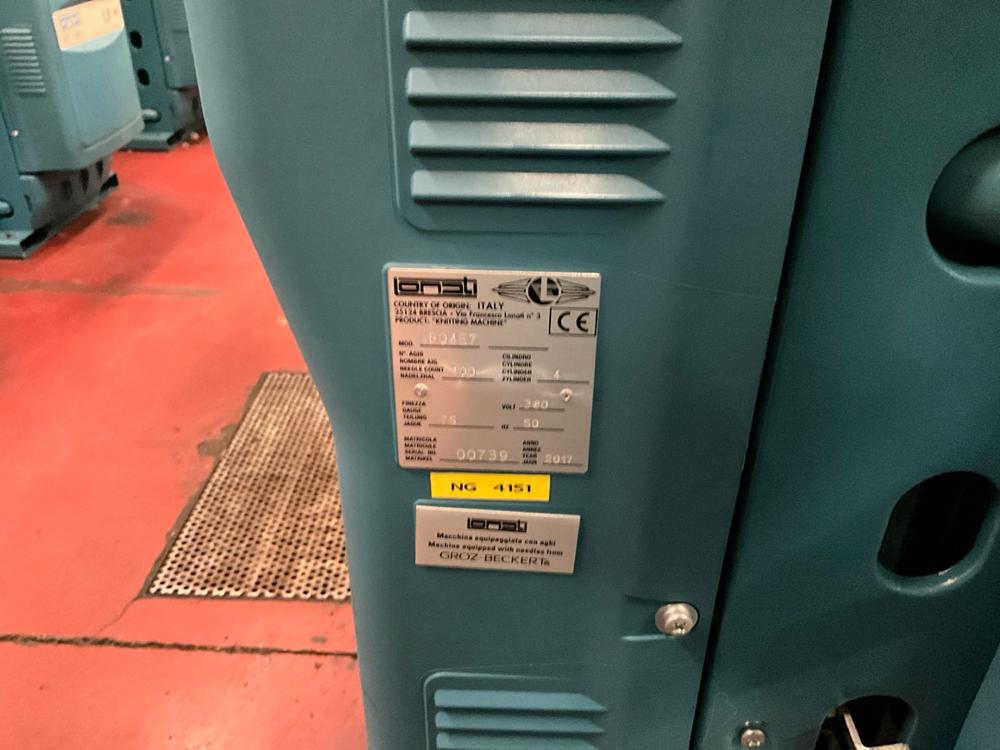 Lonati
COUNTRY OF ORIGIN: ITALY
25124 BRESCIA - Via Francesco Lonati n° 3
PRODUCT: "KNITTING MACHINE"
CE
MOD.
N°. AGIS
NOMBRE AIG.
NEEDLE COUNT 400
NADELZHAL
CILINDRO
CYLINDRE
CYLINDER 4
ZYLINDER
FINEZZA
GAUGE
TEILUNG 75
JAUGE
VOLT 380
HZ 50
MATRICOLA
MATRICULE
SERIAL NO. 00739
MATRIKEL
ANNO
ANNEE
YEAR 2017
JAHR
NG 4151
Lonati
Macchina equipaggiata con aghi
Machine equipped with needles from
GROZ-BECKERT®